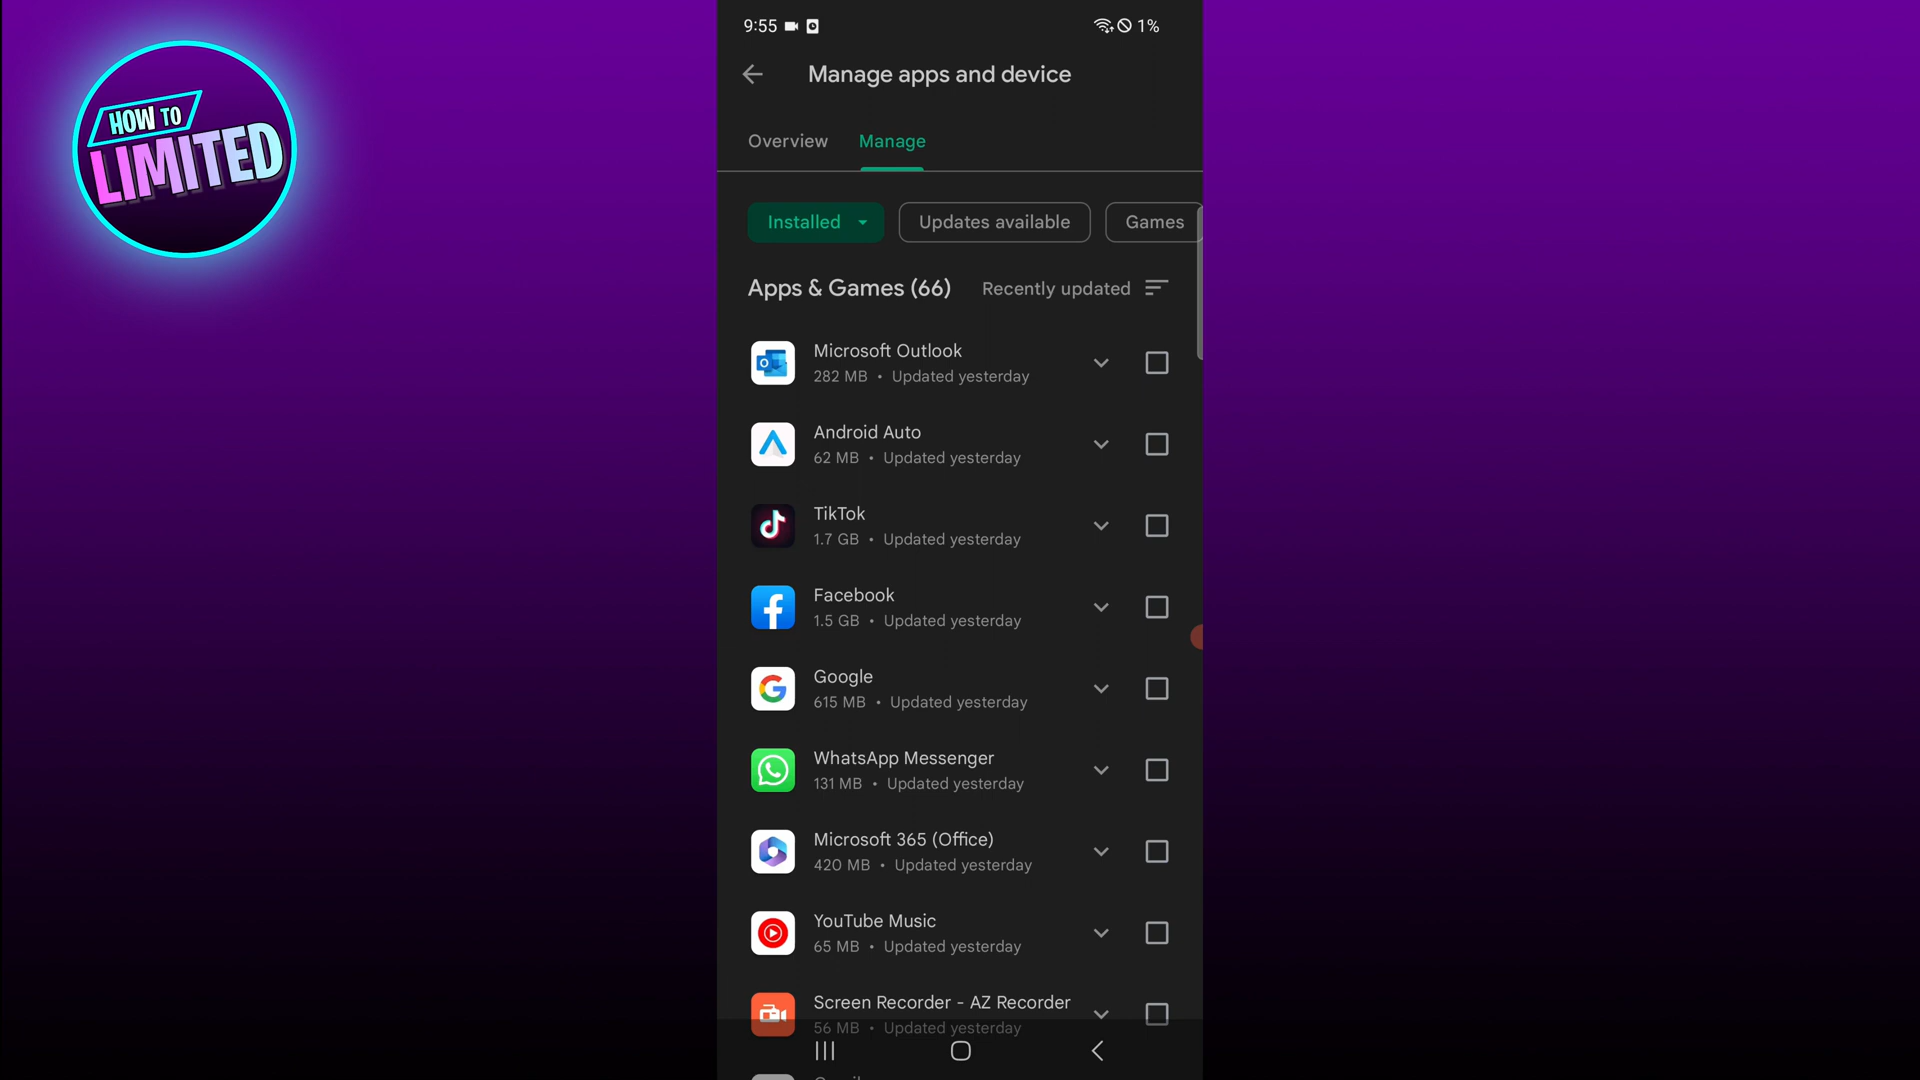 HOW TO
LIMITED
9:55
1%
Manage apps and device
Overview Manage
Installed Updates available Games
Apps & Games (66) Recently updated
Microsoft Outlook
282 MB • Updated yesterday
Android Auto
62 MB • Updated yesterday
TikTok
1.7 GB • Updated yesterday
Facebook
1.5 GB • Updated yesterday
Google
615 MB • Updated yesterday
WhatsApp Messenger
131 MB • Updated yesterday
Microsoft 365 (Office)
420 MB • Updated yesterday
YouTube Music
65 MB • Updated yesterday
Screen Recorder - AZ Recorder
56 MB • Updated yesterday